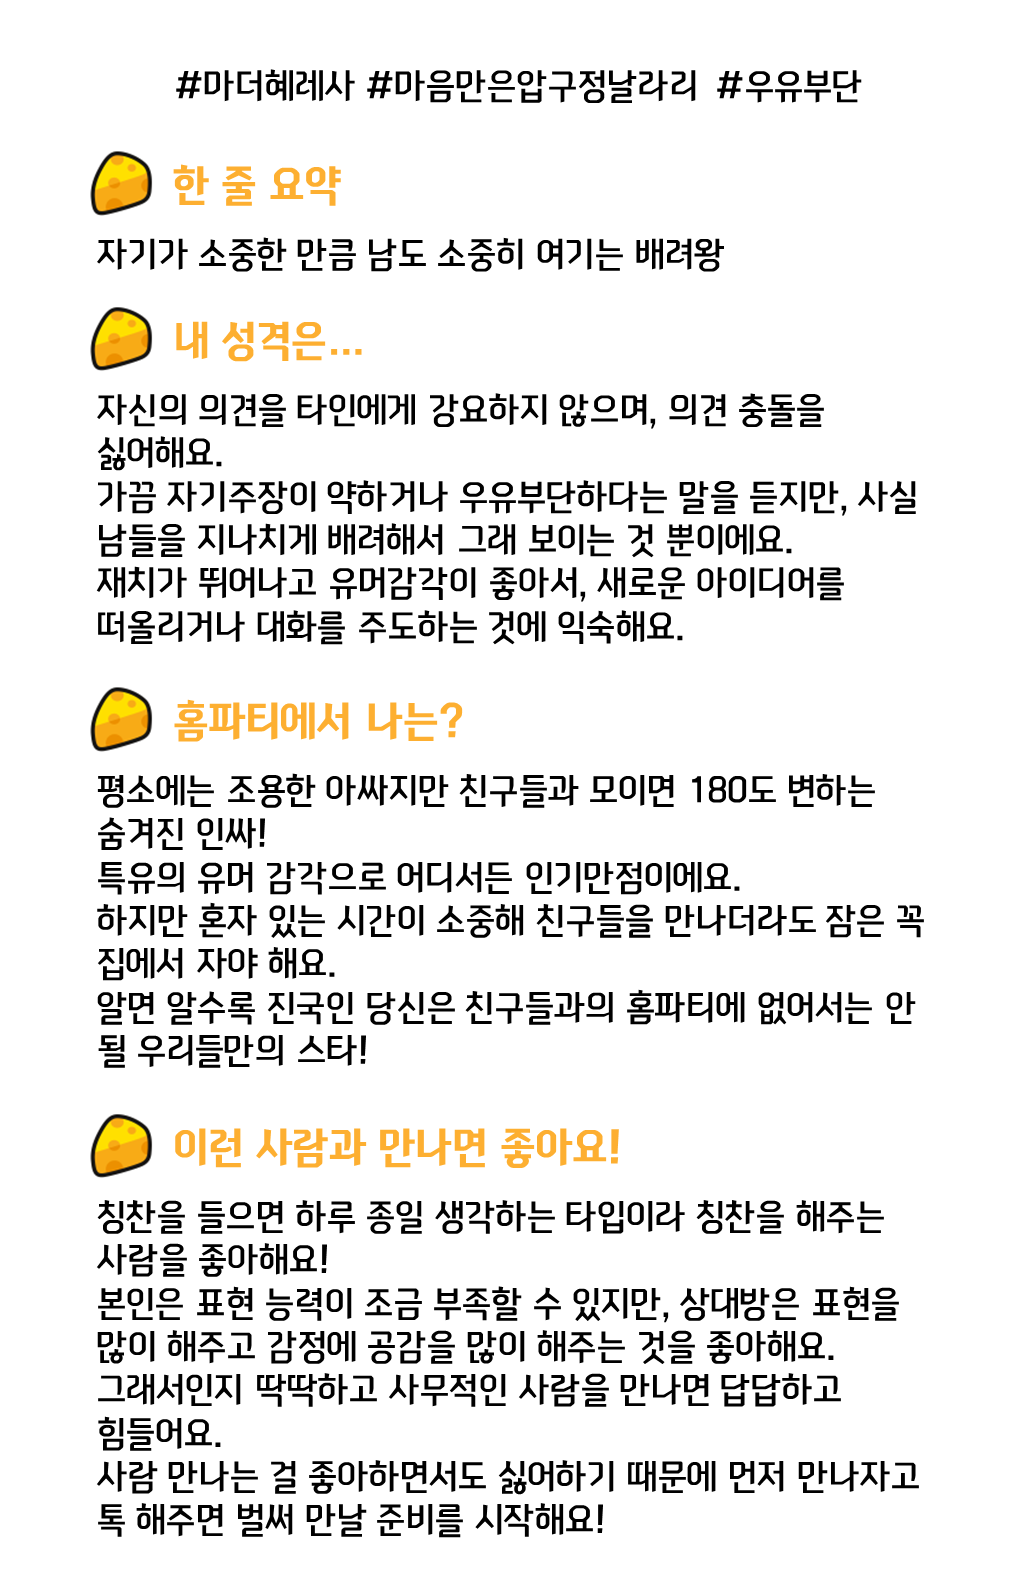 #마더혜레사 #마음만은압구정날라리 #우유부단
한 줄 요약
자기가 소중한 만큼 남도 소중히 여기는 배려왕
내 성격은...
자신의 의견을 타인에게 강요하지 않으며, 의견 충돌을
싫어해요.
가끔 자기주장이 약하거나 우유부단하다는 말을 듣지만, 사실
남들을 지나치게 배려해서 그래 보이는 것 뿐이에요.
재치가 뛰어나고 유머감각이 좋아서, 새로운 아이디어를
떠올리거나 대화를 주도하는 것에 익숙해요.
홈파티에서 나는?
평소에는 조용한 아싸지만 친구들과 모이면 180도 변하는
숨겨진 인싸!
특유의 유머 감각으로 어디서든 인기만점이에요.
하지만 혼자 있는 시간이 소중해 친구들을 만나더라도 잠은 꼭
집에서 자야 해요.
알면 알수록 진국인 당신은 친구들과의 홈파티에 없어서는 안
될 우리들만의 스타!
이런 사람과 만나면 좋아요!
칭찬을 들으면 하루 종일 생각하는 타입이라 칭찬을 해주는
사람을 좋아해요!
본인은 표현 능력이 조금 부족할 수 있지만, 상대방은 표현을
많이 해주고 감정에 공감을 많이 해주는 것을 좋아해요.
그래서인지 딱딱하고 사무적인 사람을 만나면 답답하고
힘들어요.
사람 만나는 걸 좋아하면서도 싫어하기 때문에 먼저 만나자고
톡 해주면 벌써 만날 준비를 시작해요!